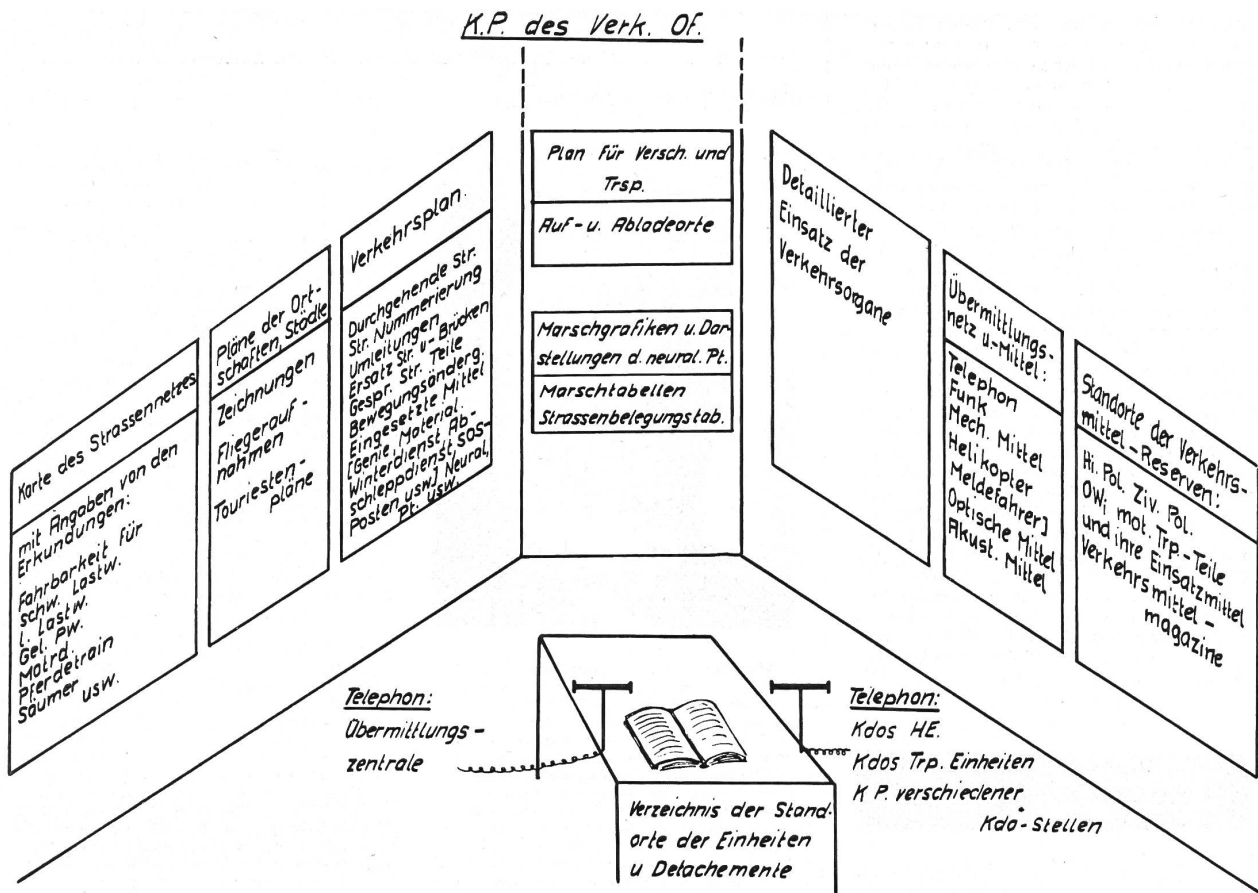 K.P. des Verk. Of.
Karte des Strassennetzes
mit Angaben von den
Erkundungen:
Fahrbarkeit für
schw. Lastw.
l. Lastw.
Gel. PW.
Motrd.
Pferdetrain
Säumer usw.
Pläne der Ort-
schaften, Städte
Zeichnungen
Fliegerauf-
nahmen
Touriesten-
pläne
Verkehrsplan.
Durchgehende Str.
Str. Nummerierung
Umleitungen
Ersatz Str. u - Brücken
Gespr. Str. Teile
Bewegungsänderg.
Eingesetzte Mittel
[Genie, Material.
Winterdienst Ab-
schleppdienst, SOS-
Posten usw.] Neural,
Pt. usw.
Plan für Versch. und
Trsp.
Auf- u. Abladeorte
Marschgrafiken u. Dar-
stellungen d. neural. Pt.
Marschtabellen
Strassenbelegungstab.
Detaillierter
Einsatz der
Verkehrsorgane
Übermittlungs-
netz u.-Mittel:
Telephon
Funk
Mech. Mittel
Helikopter
Meldefahrer]
Optische Mittel
Akust. Mittel
Standorte der Verkehrs-
mittel - Reserven:
Hi. Pol. Ziv. Pol.
OW; mot. Trp.-Teile
und ihre Einsatzmittel
Verkehrsmittel -
magazine
Telephon:
Übermittlungs-
zentrale
Telephon:
Kdos HE.
Kdos Trp. Einheiten
K P. verschiedener
Kdo-Stellen
Verzeichnis der Stand-
orte der Einheiten
u Detachemente